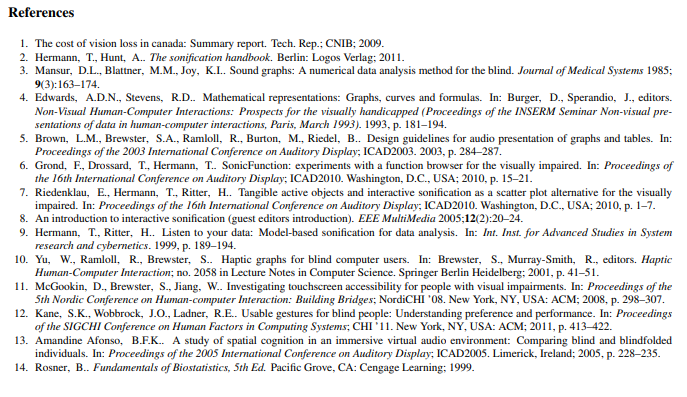 References
1. The cost of vision loss in canada: Summary report. Tech. Rep.; CNIB; 2009.
2. Hermann, T., Hunt, A.. The sonification handbook. Berlin: Logos Verlag; 2011.
3. Mansur, D.L., Blattner, M.M., Joy, K.I.. Sound graphs: A numerical data analysis method for the blind. Journal of Medical Systems 1985;
9(3):163–174.
4. Edwards, A.D.N., Stevens, R.D.. Mathematical representations: Graphs, curves and formulas. In: Burger, D., Sperandio, J., editors.
Non-Visual Human-Computer Interactions: Prospects for the visually handicapped (Proceedings of the INSERM Seminar Non-visual pre-
sentations of data in human-computer interactions, Paris, March 1993). 1993, p. 181–194.
5. Brown, L.M., Brewster, S.A., Ramloll, R., Burton, M., Riedel, B.. Design guidelines for audio presentation of graphs and tables. In:
Proceedings of the 2003 International Conference on Auditory Display; ICAD2003. 2003, p. 284–287.
6. Grond, F., Drossard, T., Hermann, T.. SonicFunction: experiments with a function browser for the visually impaired. In: Proceedings of
the 16th International Conference on Auditory Display; ICAD2010. Washington, D.C., USA; 2010, p. 15–21.
7. Riedenklau, E., Hermann, T., Ritter, H.. Tangible active objects and interactive sonification as a scatter plot alternative for the visually
impaired. In: Proceedings of the 16th International Conference on Auditory Display; ICAD2010. Washington, D.C., USA; 2010, p. 1–7.
8. An introduction to interactive sonification (guest editors introduction). EEE MultiMedia 2005;12(2):20–24.
9. Hermann, T., Ritter, H.. Listen to your data: Model-based sonification for data analysis. In: Int. Inst. for Advanced Studies in System
research and cybernetics. 1999, p. 189–194.
10. Yu, W., Ramloll, R., Brewster, S.. Haptic graphs for blind computer users. In: Brewster, S., Murray-Smith, R., editors. Haptic
Human-Computer Interaction; no. 2058 in Lecture Notes in Computer Science. Springer Berlin Heidelberg; 2001, p. 41–51.
11. McGookin, D., Brewster, S., Jiang, W.. Investigating touchscreen accessibility for people with visual impairments. In: Proceedings of the
5th Nordic Conference on Human-computer Interaction: Building Bridges; NordiCHI '08. New York, NY, USA: ACM; 2008, p. 298–307.
12. Kane, S.K., Wobbrock, J.O., Ladner, R.E.. Usable gestures for blind people: Understanding preference and performance. In: Proceedings
of the SIGCHI Conference on Human Factors in Computing Systems; CHI '11. New York, NY, USA: ACM; 2011, p. 413–422.
13. Amandine Afonso, B.F.K.. A study of spatial cognition in an immersive virtual audio environment: Comparing blind and blindfolded
individuals. In: Proceedings of the 2005 International Conference on Auditory Display; ICAD2005. Limerick, Ireland; 2005, p. 228–235.
14. Rosner, B.. Fundamentals of Biostatistics, 5th Ed. Pacific Grove, CA: Cengage Learning; 1999.